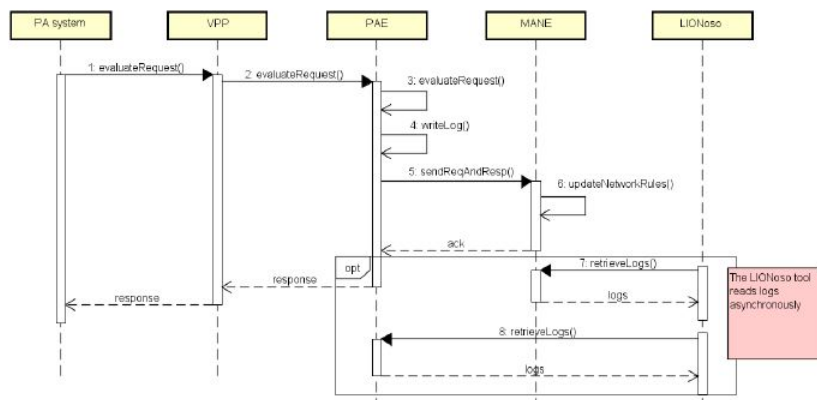 PA system
VPP
PAE
MANE
LIONoso
1: evaluateRequest()
2: evaluateRequest()
3: evaluateRequest()
4: writeLog()
5: sendReqAndResp()
6: updateNetworkRules()
ack
opt
7: retrieveLogs()
The LIONoso tool
reads logs
asynchronously
response
response
logs
8: retrieveLogs()
logs